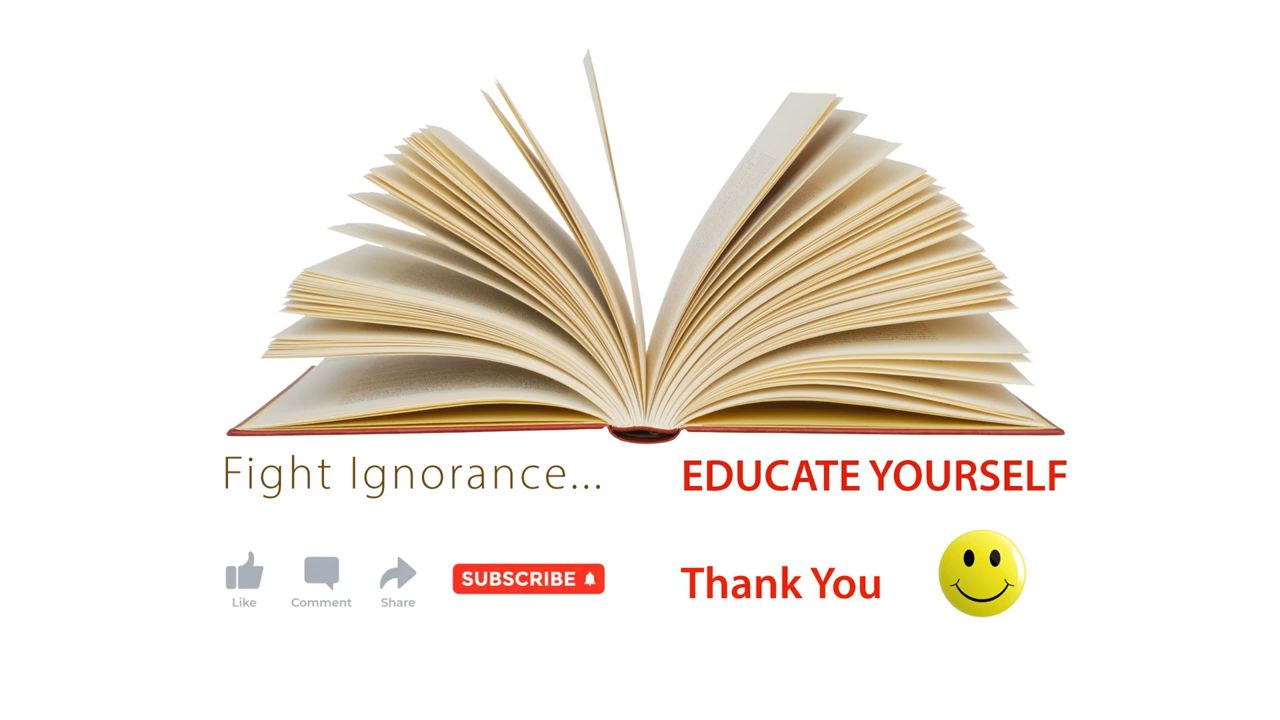 Fight Ignorance...
EDUCATE YOURSELF
Like
Comment
Share
SUBSCRIBE
Thank You